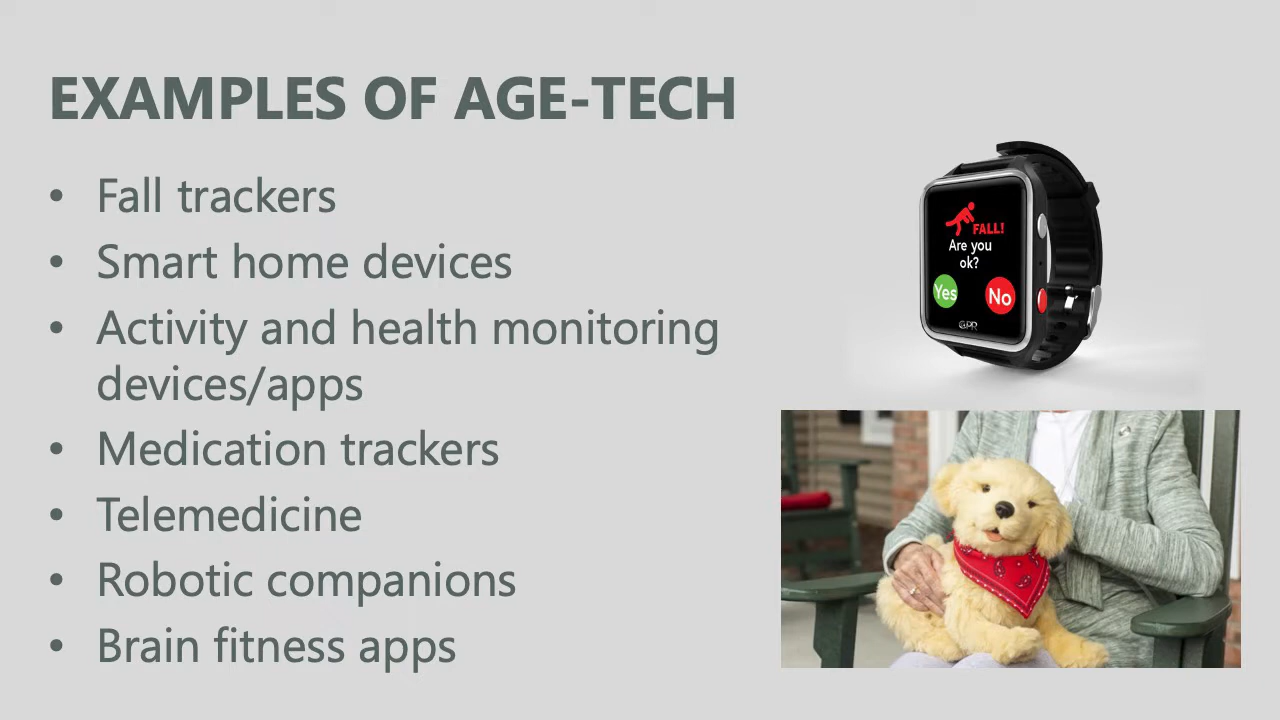 EXAMPLES OF AGE-TECH
• Fall trackers
• Smart home devices
• Activity and health monitoring
devices/apps
• Medication trackers
• Telemedicine
• Robotic companions
• Brain fitness apps
FALL!
Are you
ok?
Yes No